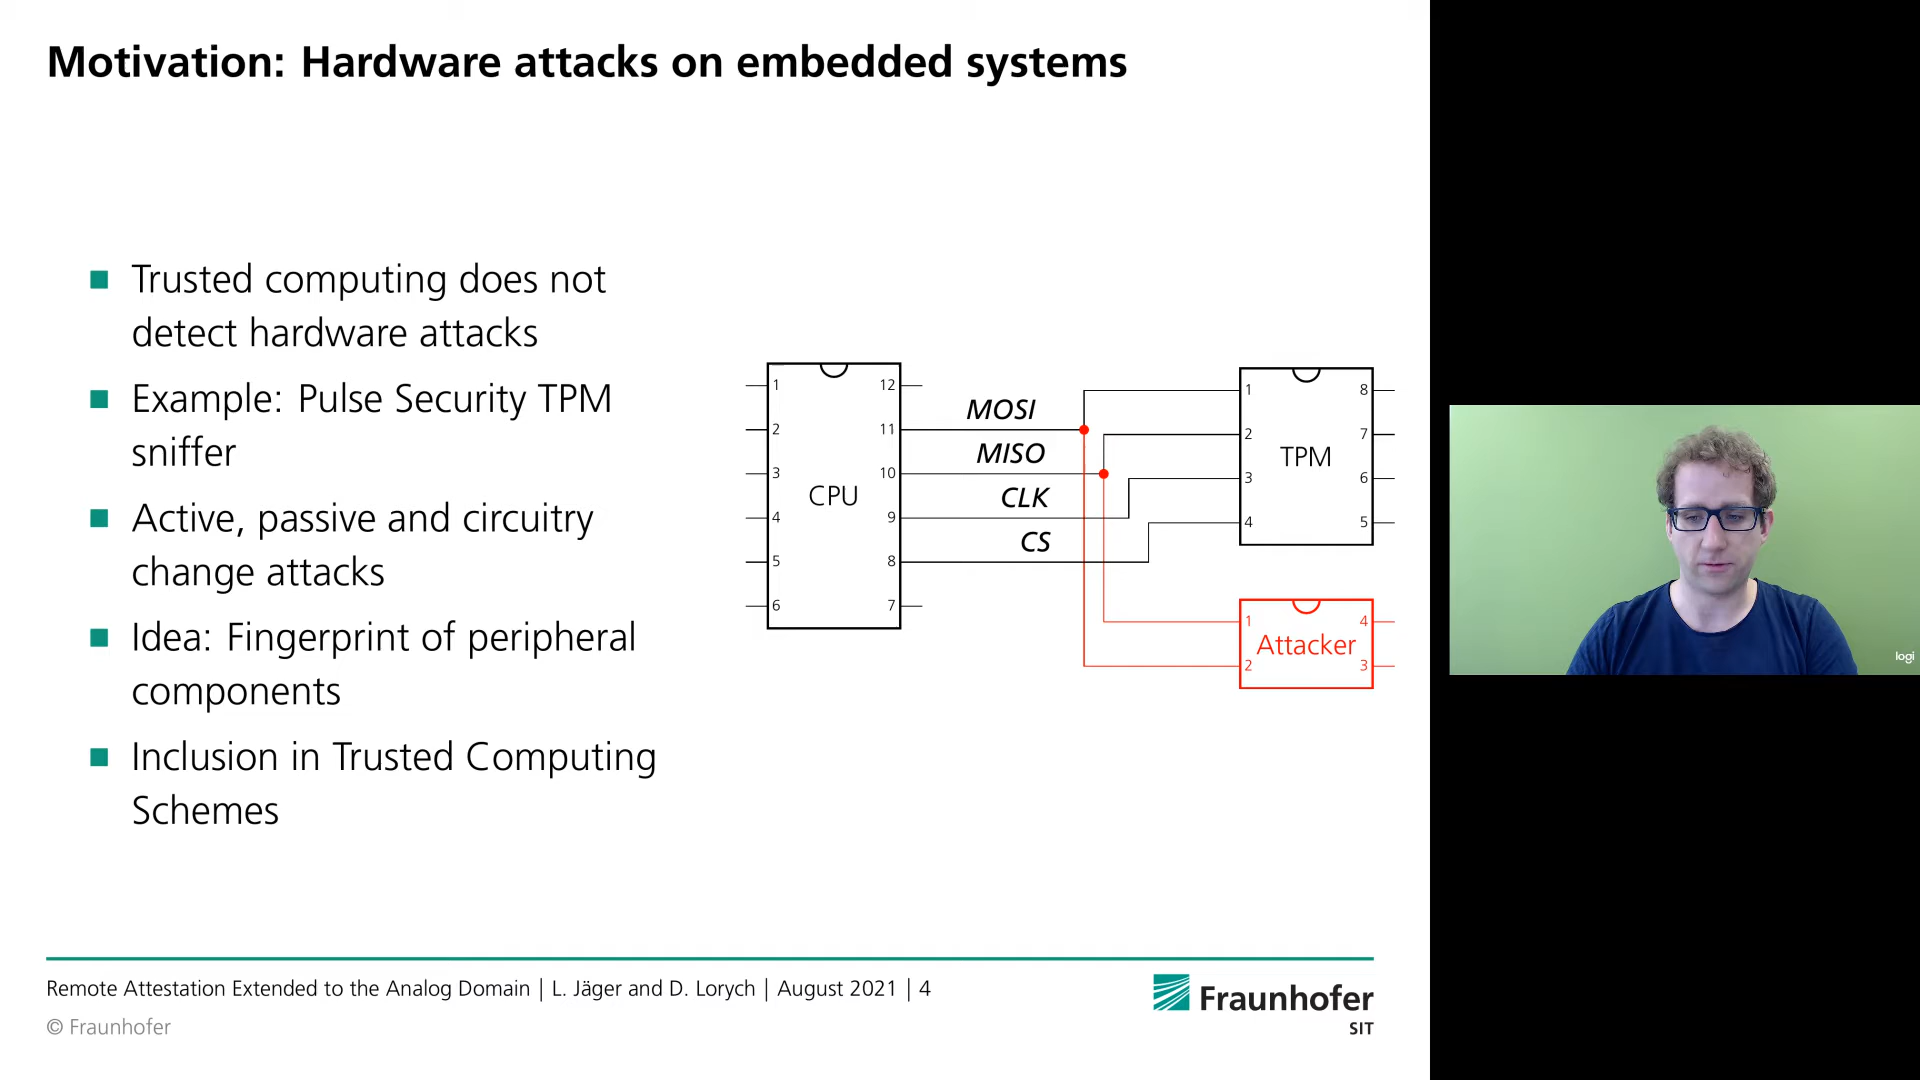 Motivation: Hardware attacks on embedded systems
Trusted computing does not
detect hardware attacks
Example: Pulse Security TPM
sniffer
Active, passive and circuitry
change attacks
Idea: Fingerprint of peripheral
components
Inclusion in Trusted Computing
Schemes
1 12
2 11
3 10
4 9
5 8
6 7
CPU
MOSI
MISO
CLK
CS
1 8
2 7
3 6
4 5
TPM
1 4
Attacker
2 3
logi
Remote Attestation Extended to the Analog Domain | L. Jäger and D. Lorych | August 2021 | 4
© Fraunhofer
Fraunhofer
SIT